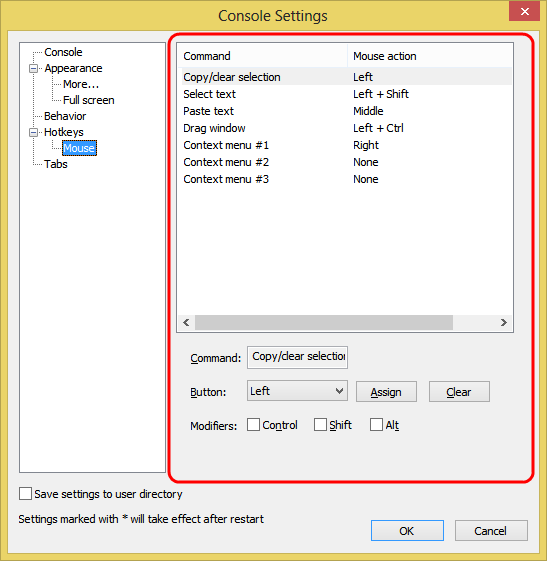 Console Settings
Console
Appearance
More...
Full screen
Behavior
Hotkeys
Mouse
Tabs
Command Mouse action
Copy/clear selection Left
Select text Left + Shift
Paste text Middle
Drag window Left + Ctrl
Context menu #1 Right
Context menu #2 None
Context menu #3 None
Command: Copy/clear selection
Button: Left Assign Clear
Modifiers: Control Shift Alt
Save settings to user directory
Settings marked with * will take effect after restart
OK Cancel